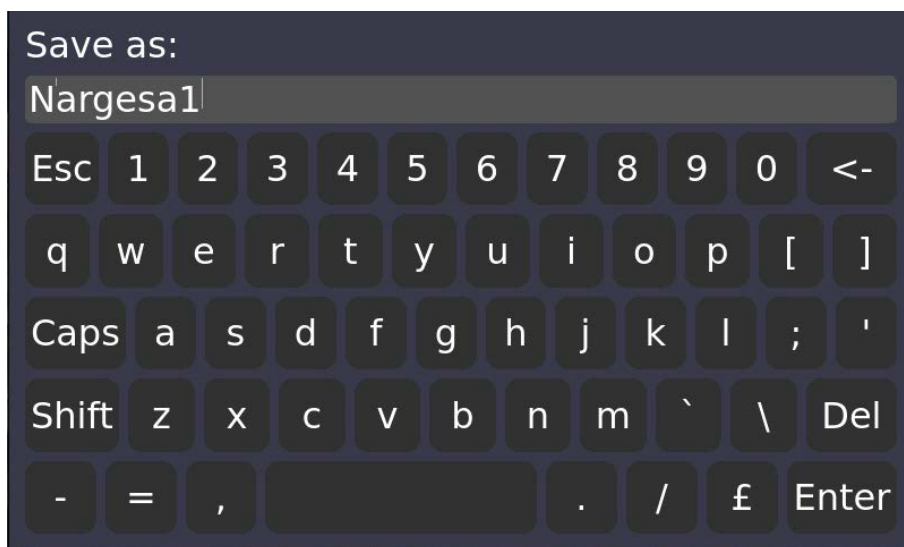 Save as:
Nargesa1
Esc 1 2 3 4 5 6 7 8 9 0 <-
q w e r t y u i o p [ ]
Caps a s d f g h j k l ; '
Shift z x c v b n m ` \ Del
- = , . / £ Enter